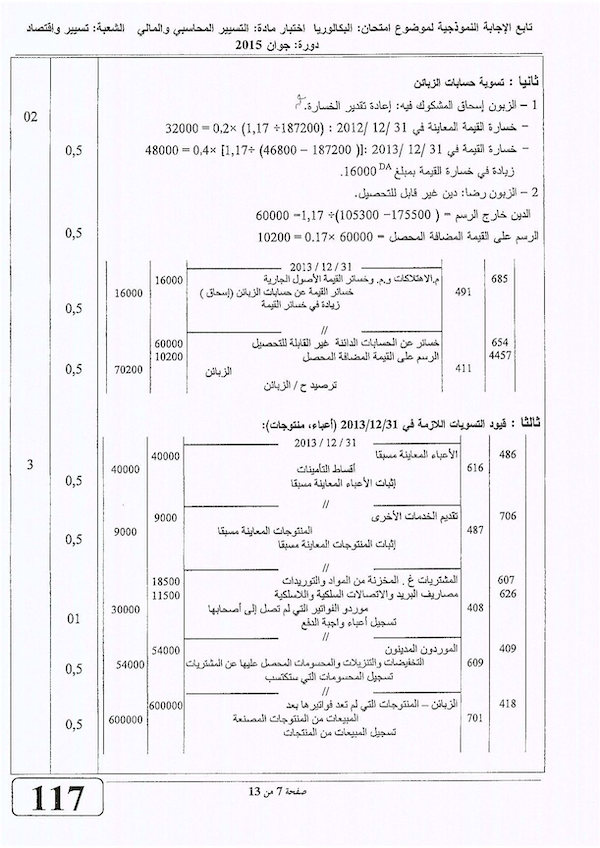 تابع الإجابة النموذجية لموضوع امتحان: البكالوريا اختبار مادة: التسيير المحاسبي والمالي الشعبة: تسيير واقتصاد
دورة: جوان 2015
ثانيا : تسوية حسابات الزبائن
02
1 – الزبون إسحاق المشكوك فيه: إعادة تقدير الخسارة.
– خسارة القيمة المعاينة في 31 /12 /2012 : (187200÷ 1,17) ×0,2 = 32000
– خسارة القيمة في 31 /12 /2013 :[( 187200 – 46800) ÷1,17] ×0,4 = 48000
0,5
زيادة في خسارة القيمة بمبلغ 16000 DA.
2 – الزبون رضا: دين غير قابل للتحصيل.
الدين خارج الرسم = ( 175500 –105300)÷ 1,17= 60000
0,5
الرسم على القيمة المضافة المحصل = 60000 ×0.17 = 10200
31 / 12 / 2013
685 م.الاهتلاكات و.م. وخسائر القيمة الأصول الجارية 16000
491 خسائر القيمة عن حسابات الزبائن (إسحاق ) 16000
زيادة في خسائر القيمة
0,5
//
654 خسائر عن الحسابات الدائنة غير القابلة للتحصيل 60000
4457 الرسم على القيمة المضافة المحصل 10200
411 الزبائن 70200
0,5
ترصيد ح / الزبائن
ثالثا : قيود التسويات اللازمة في 2013/12/31 (أعباء، منتوجات):
31 / 12 / 2013
486 الأعباء المعاينة مسبقا 40000
3
616 أقساط التأمينات 40000
0,5
إثبات الأعباء المعاينة مسبقا
//
706 تقديم الخدمات الأخرى 9000
487 المنتوجات المعاينة مسبقا 9000
0,5
إثبات المنتوجات المعاينة مسبقا
//
607 المشتريات غ . المخزنة من المواد والتوريدات 18500
626 مصاريف البريد والاتصالات السلكية واللاسلكية 11500
408 موردو الفواتير التي لم تصل إلى أصحابها 30000
01
تسجيل أعباء واجبة الدفع
//
409 الموردون المدينون 54000
609 التخفيضات والتنزيلات والمحسومات المحصل عليها عن المشتريات 54000
0,5
تسجيل المحسومات التي ستكتسب
//
418 الزبائن – المنتوجات التي لم تعد فواتيرها بعد 600000
701 المبيعات من المنتوجات المصنعة 600000
0,5
تسجيل المبيعات من المنتجات
صفحة 7 من 13
117